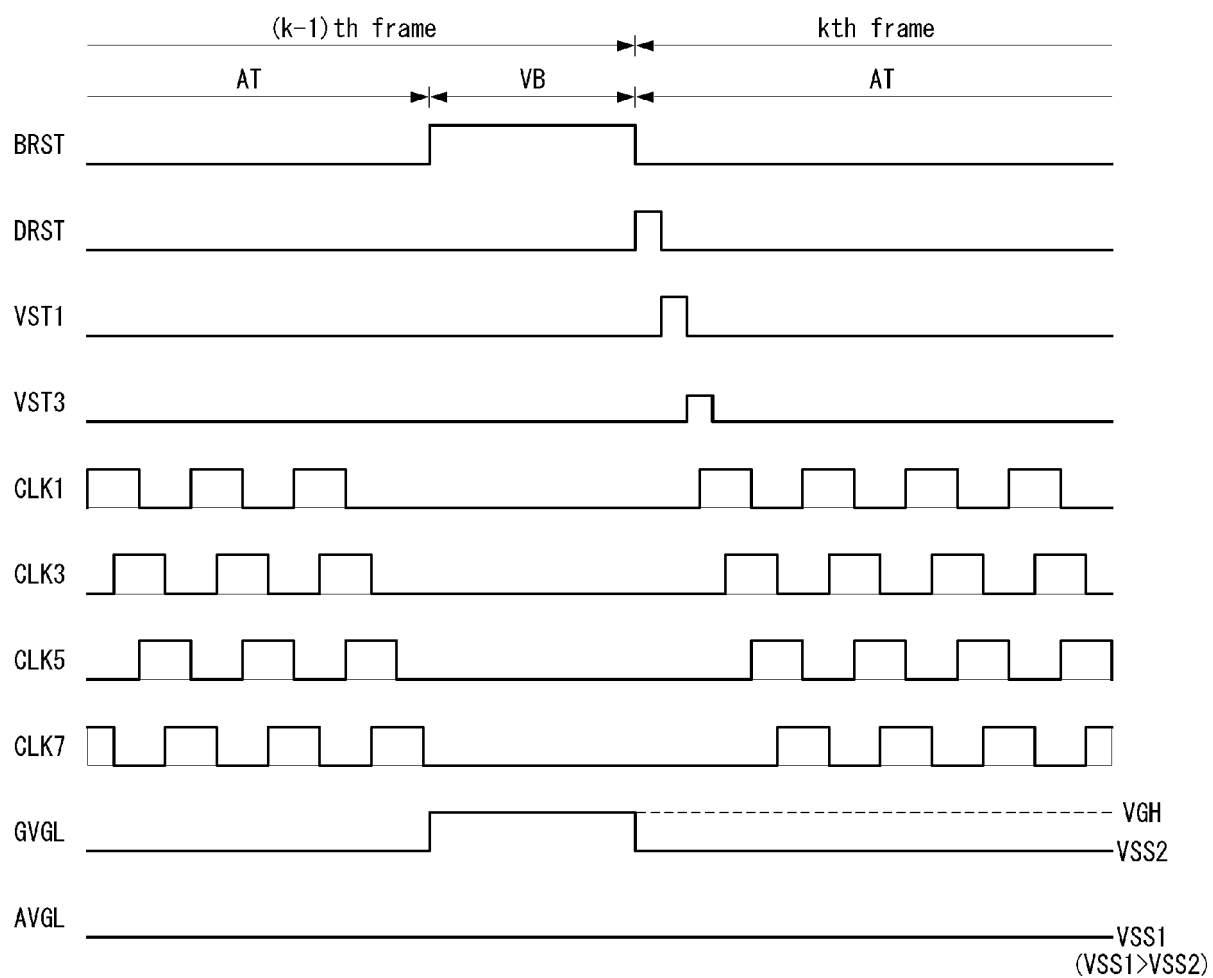 (k-1)th frame kth frame
AT VB AT
BRST
DRST
VST1
VST3
CLK1
CLK3
CLK5
CLK7
VGH
GVGL
VSS2
AVGL
VSS1
(VSS1>VSS2)